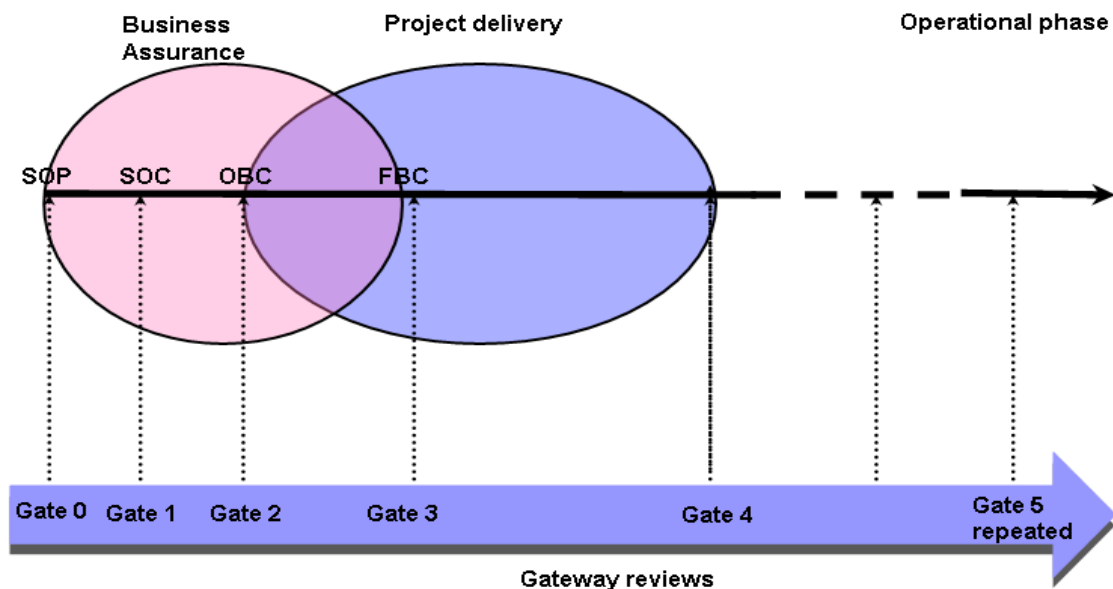 Business
Assurance
Project delivery
Operational phase
SOP
SOC
OBC
FBC
Gate 0
Gate 1
Gate 2
Gate 3
Gate 4
Gate 5
repeated
Gateway reviews